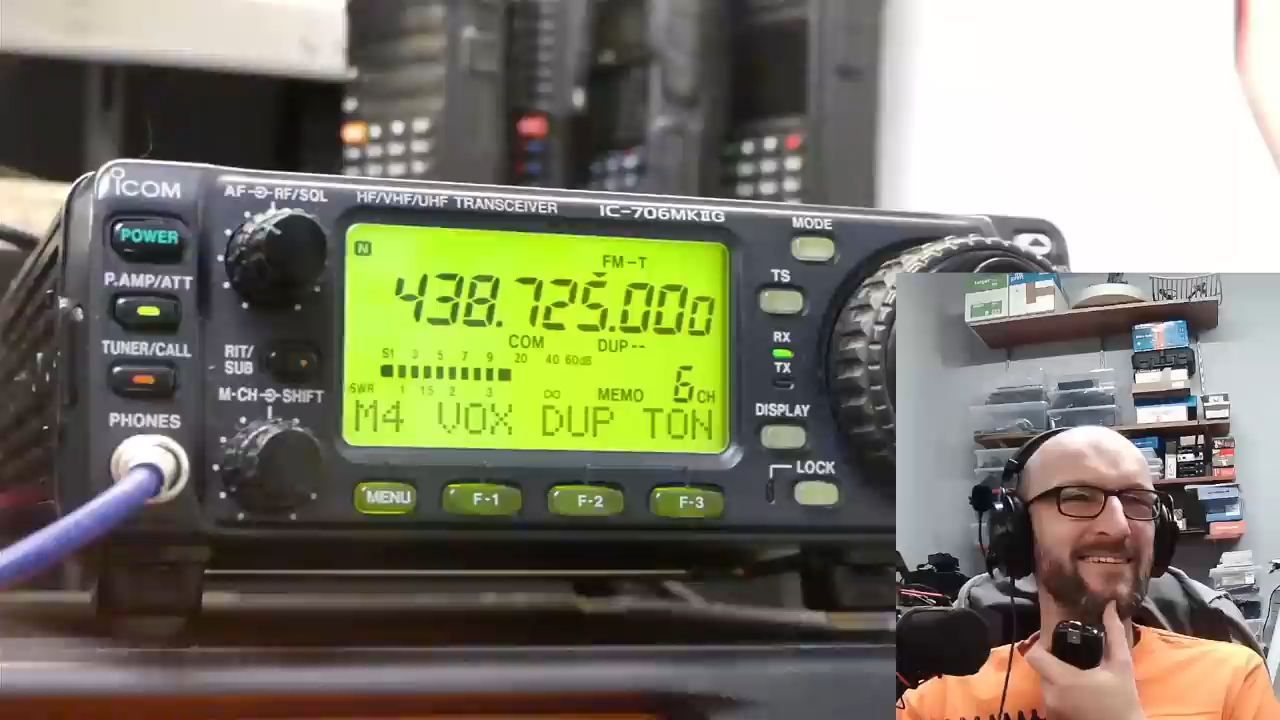 ICOM
AF RF/SQL
HF/VHF/UHF TRANSCEIVER
IC-706MKIIG
MODE
POWER
N
FM-T
TS
P.AMP/ATT
438.725.000
COM
DUP--
RX
TUNER/CALL
RIT/
SUB
S1 3 5 7 9 20 40 60dB
TX
SWR 1 1.5 2 3 ∞
MEMO 6CH
M-CH SHIFT
M4 VOX DUP TON
DISPLAY
PHONES
LOCK
MENU
F-1
F-2
F-3